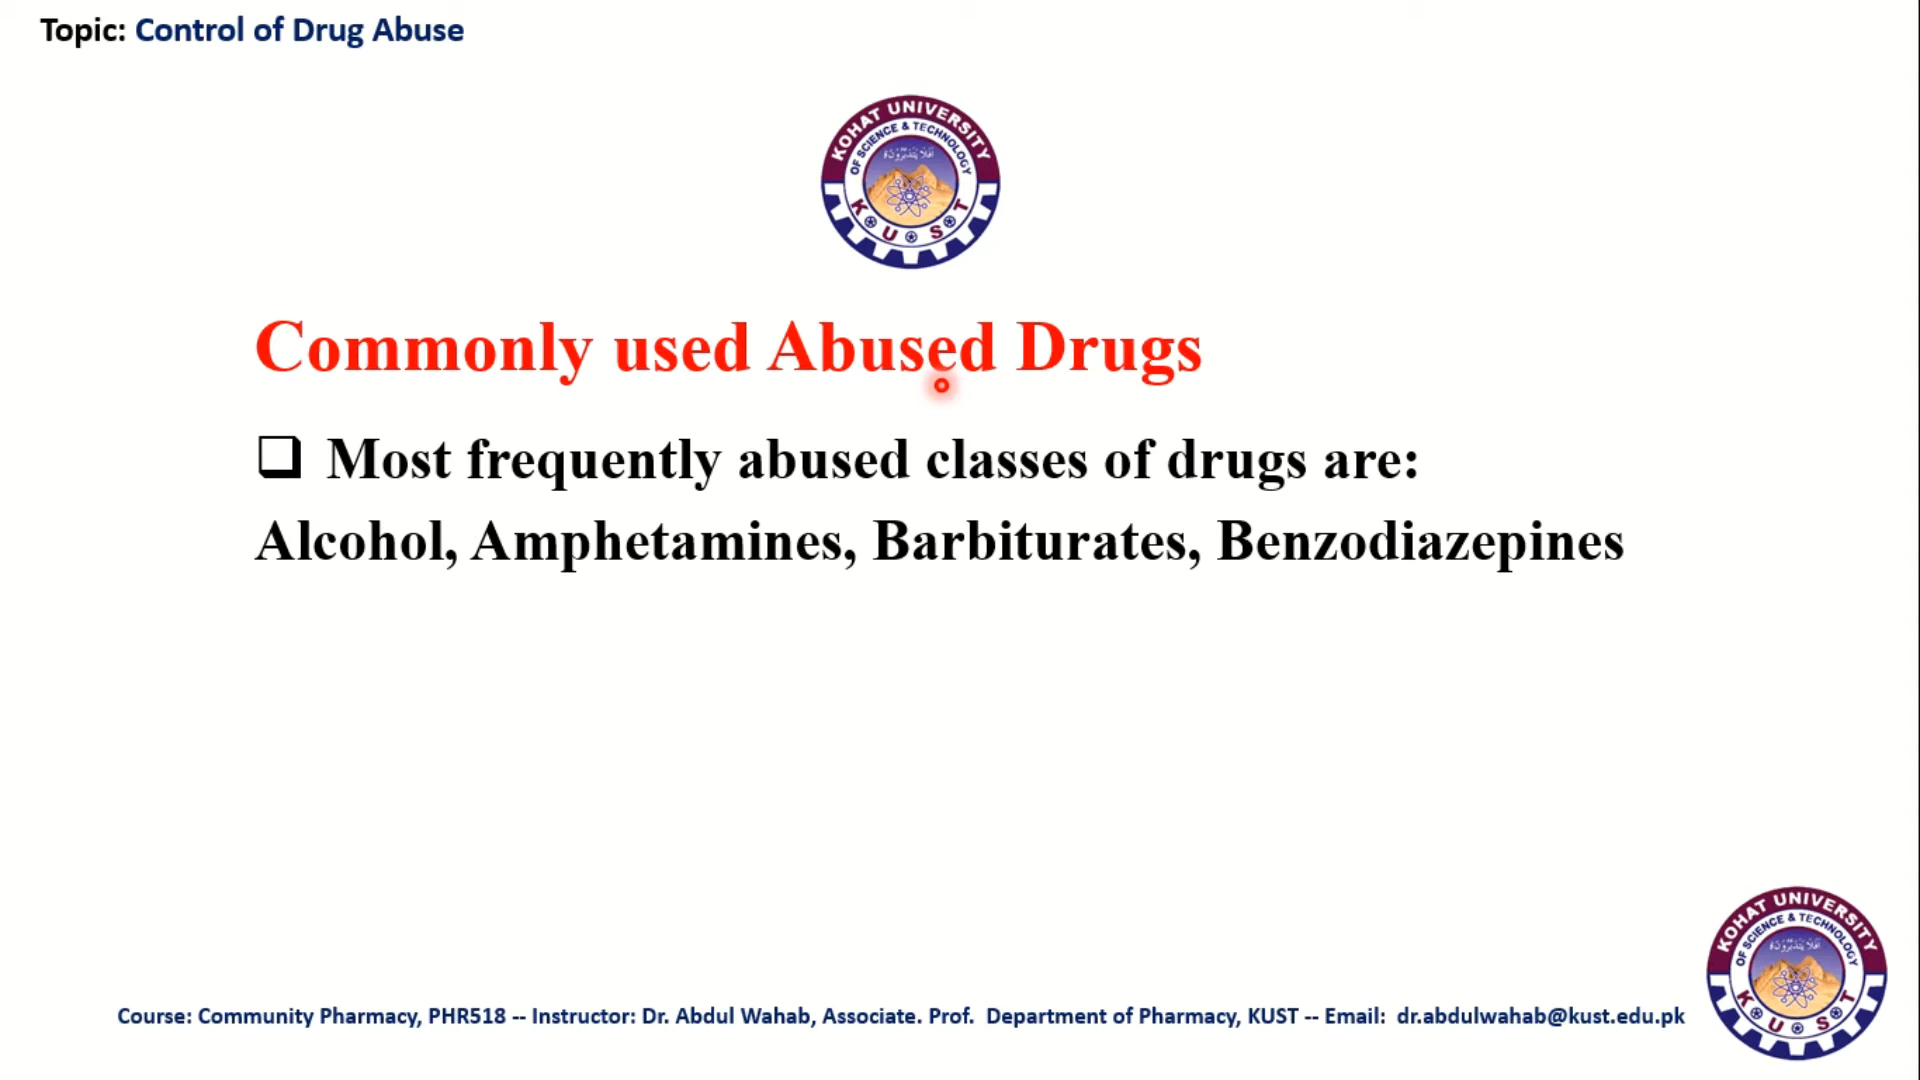 Topic: Control of Drug Abuse
KOHAT UNIVERSITY
OF SCIENCE & TECHNOLOGY
K U S T
Commonly used Abused Drugs
Most frequently abused classes of drugs are:
Alcohol, Amphetamines, Barbiturates, Benzodiazepines
KOHAT UNIVERSITY
OF SCIENCE & TECHNOLOGY
K U S T
Course: Community Pharmacy, PHR518 -- Instructor: Dr. Abdul Wahab, Associate. Prof. Department of Pharmacy, KUST -- Email: dr.abdulwahab@kust.edu.pk